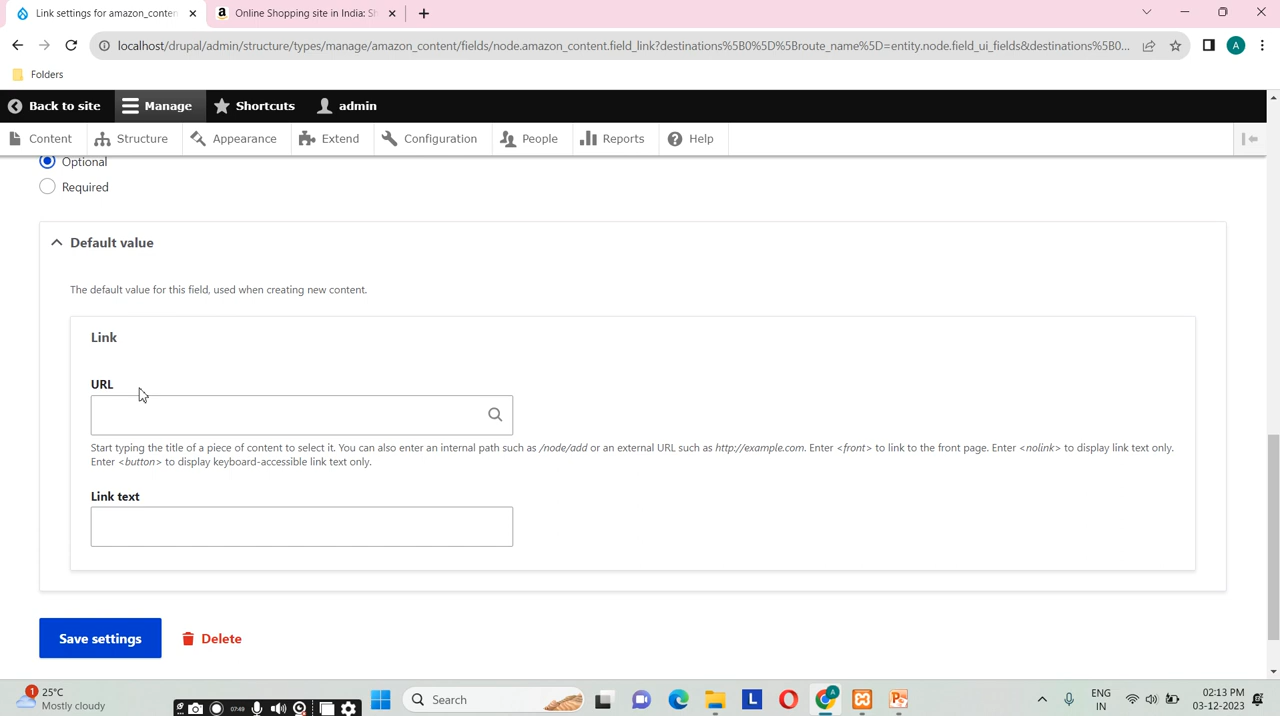 Link settings for amazon_conten
Online Shopping site in India: Sh
localhost/drupal/admin/structure/types/manage/amazon_content/fields/node.amazon_content.field_link?destinations%5B0%5D%5Broute_name%5D=entity.node.field_ui_fields&destinations%5B0...
A
Folders
Back to site
Manage
Shortcuts
admin
Content
Structure
Appearance
Extend
Configuration
People
Reports
Help
Optional
Required
Default value
The default value for this field, used when creating new content.
Link
URL
Start typing the title of a piece of content to select it. You can also enter an internal path such as /node/add or an external URL such as http://example.com. Enter <front> to link to the front page. Enter <nolink> to display link text only.
Enter <button> to display keyboard-accessible link text only.
Link text
Save settings
Delete
1
25°C
Mostly cloudy
07:49
Search
L
A
ENG
IN
02:13 PM
03-12-2023